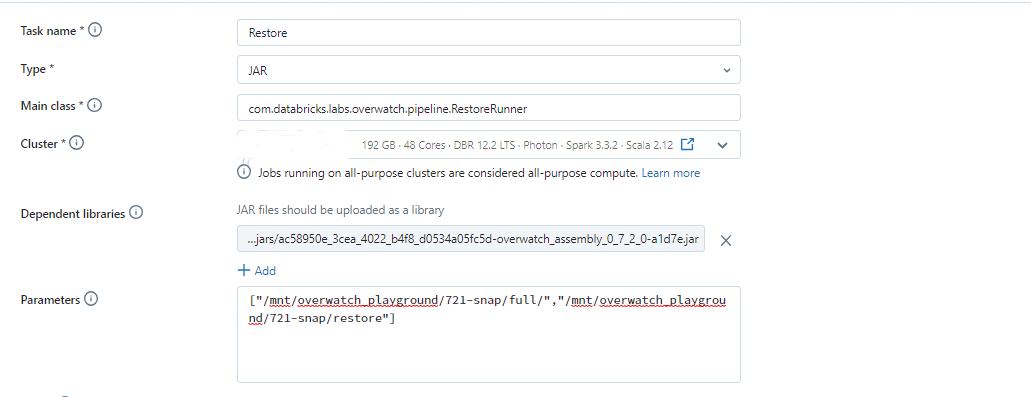 Task name *
Restore
Type *
JAR
Main class *
com.databricks.labs.overwatch.pipeline.RestoreRunner
Cluster *
192 GB · 48 Cores · DBR 12.2 LTS · Photon · Spark 3.3.2 · Scala 2.12
Jobs running on all-purpose clusters are considered all-purpose compute. Learn more
Dependent libraries
JAR files should be uploaded as a library
...jars/ac58950e_3cea_4022_b4f8_d0534a05fc5d-overwatch_assembly_0_7_2_0-a1d7e.jar
+ Add
Parameters
["/mnt/overwatch_playground/721-snap/full/","/mnt/overwatch_playgrou
nd/721-snap/restore"]